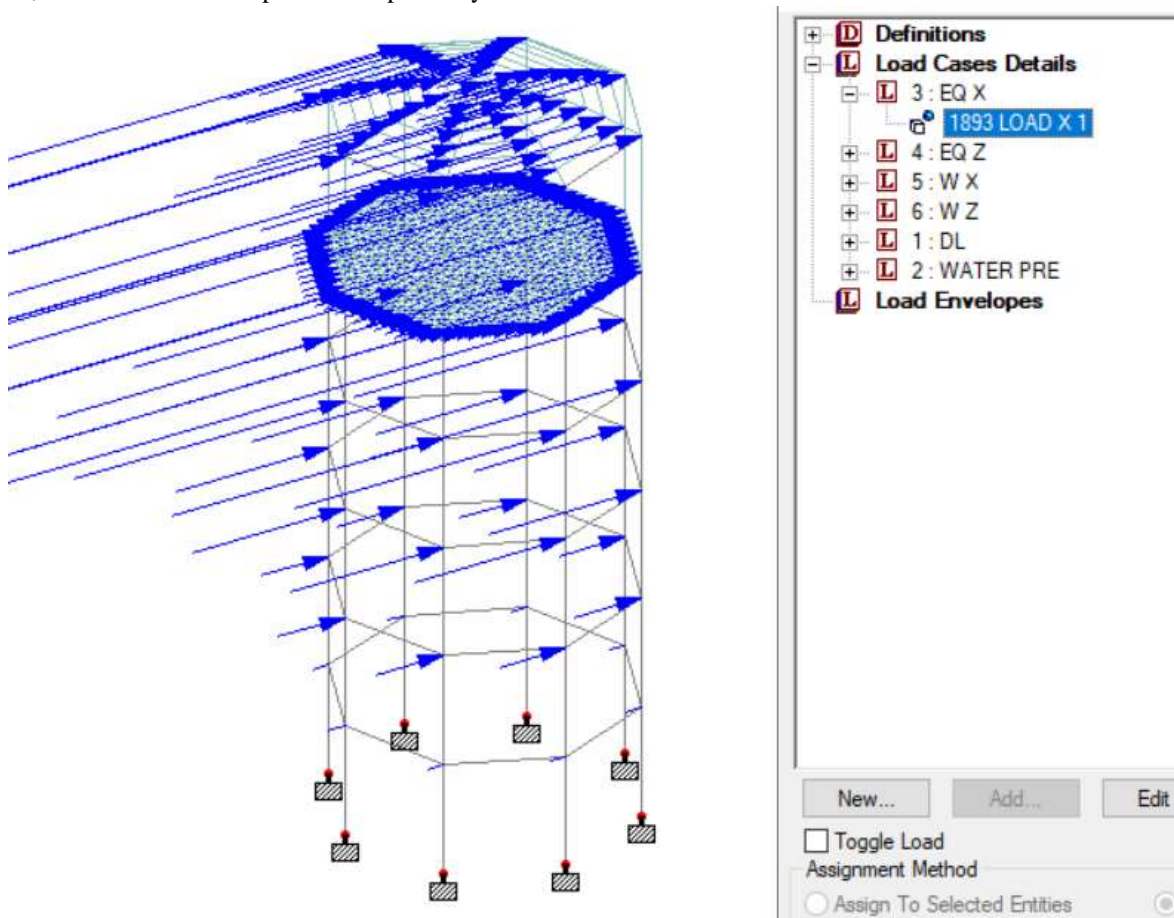 Definitions
Load Cases Details
3 : EQ X
1893 LOAD X 1
4 : EQ Z
5 : W X
6 : W Z
1 : DL
2 : WATER PRE
Load Envelopes
New... Add... Edit
Toggle Load
Assignment Method
Assign To Selected Entities